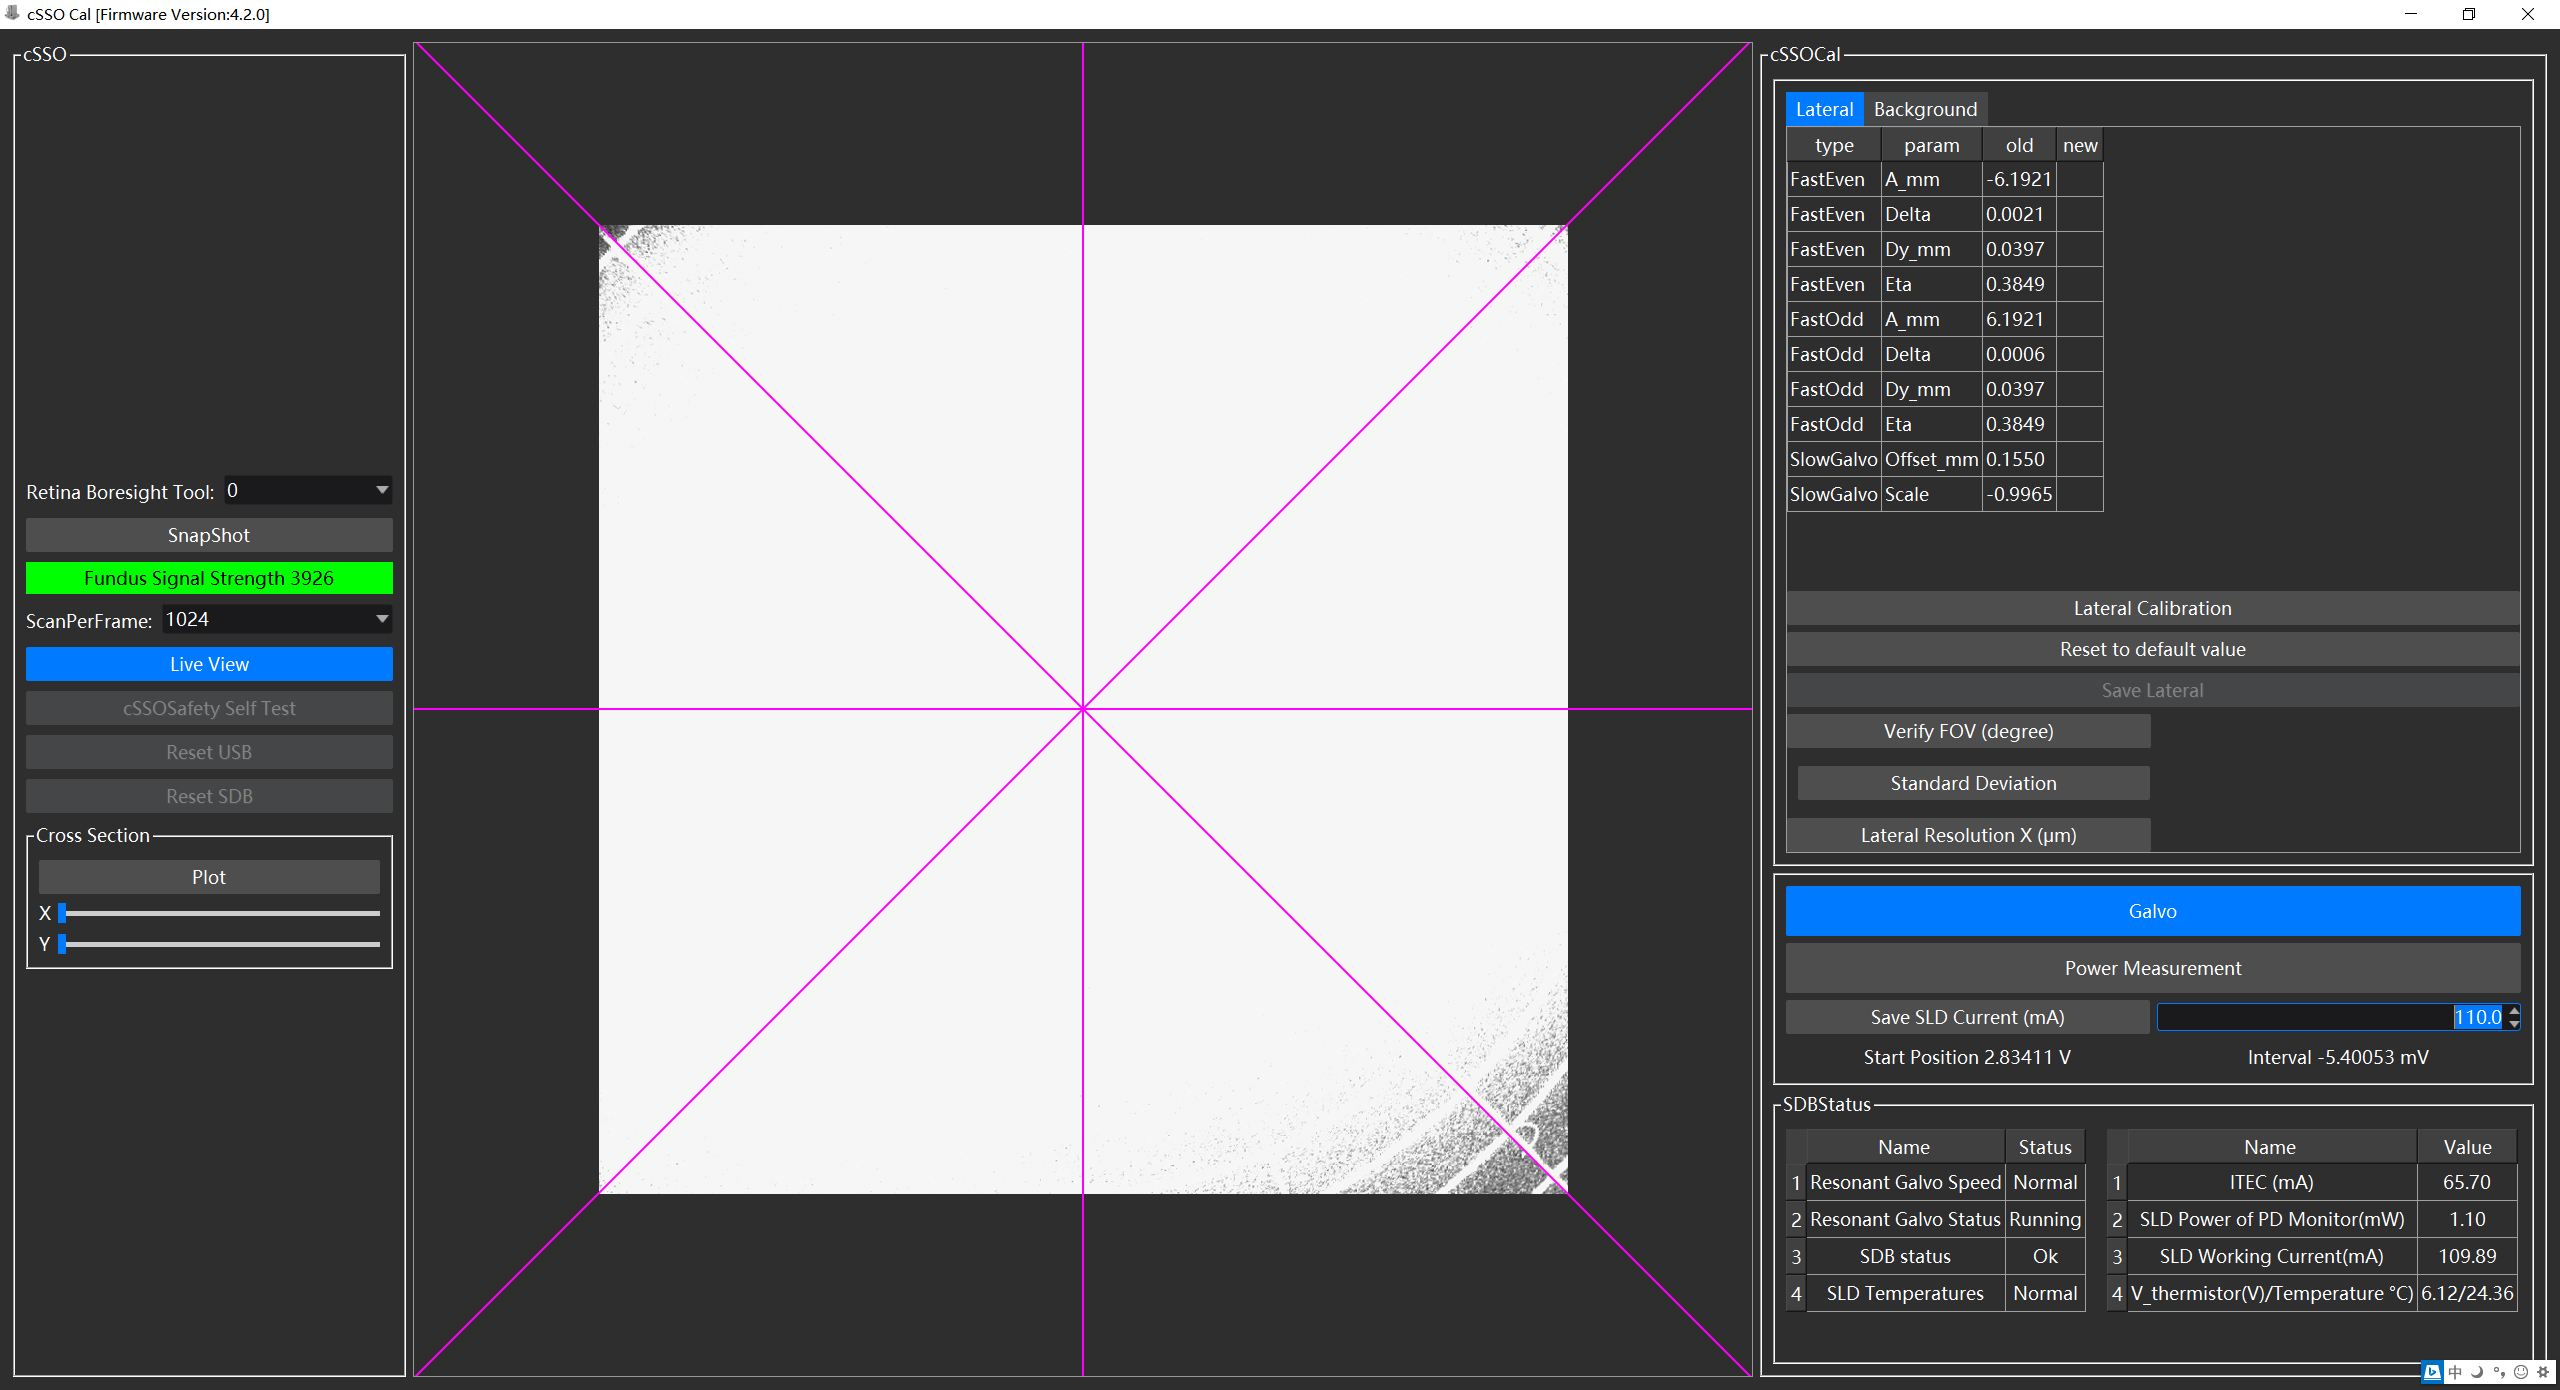 cSSO Cal [Firmware Version:4.2.0]
cSSO
Retina Boresight Tool: 0
SnapShot
Fundus Signal Strength 3926
ScanPerFrame: 1024
Live View
cSSOSafety Self Test
Reset USB
Reset SDB
Cross Section
Plot
X
Y
cSSOCal
Lateral Background
type param old new
FastEven A_mm -6.1921
FastEven Delta 0.0021
FastEven Dy_mm 0.0397
FastEven Eta 0.3849
FastOdd A_mm 6.1921
FastOdd Delta 0.0006
FastOdd Dy_mm 0.0397
FastOdd Eta 0.3849
SlowGalvo Offset_mm 0.1550
SlowGalvo Scale -0.9965
Lateral Calibration
Reset to default value
Save Lateral
Verify FOV (degree)
Standard Deviation
Lateral Resolution X (μm)
Galvo
Power Measurement
Save SLD Current (mA) 110.0
Start Position 2.83411 V Interval -5.40053 mV
SDBStatus
Name Status
1 Resonant Galvo Speed Normal
2 Resonant Galvo Status Running
3 SDB status Ok
4 SLD Temperatures Normal
Name Value
1 ITEC (mA) 65.70
2 SLD Power of PD Monitor(mW) 1.10
3 SLD Working Current(mA) 109.89
4 V_thermistor(V)/Temperature °C) 6.12/24.36
中